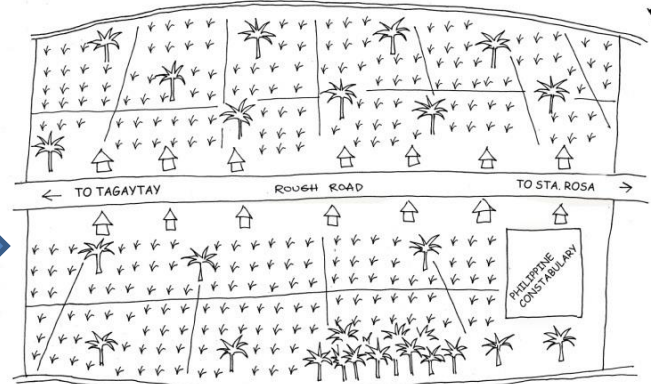 ← TO TAGAYTAY ROUGH ROAD TO STA. ROSA →
PHILIPPINE
CONSTABULARY